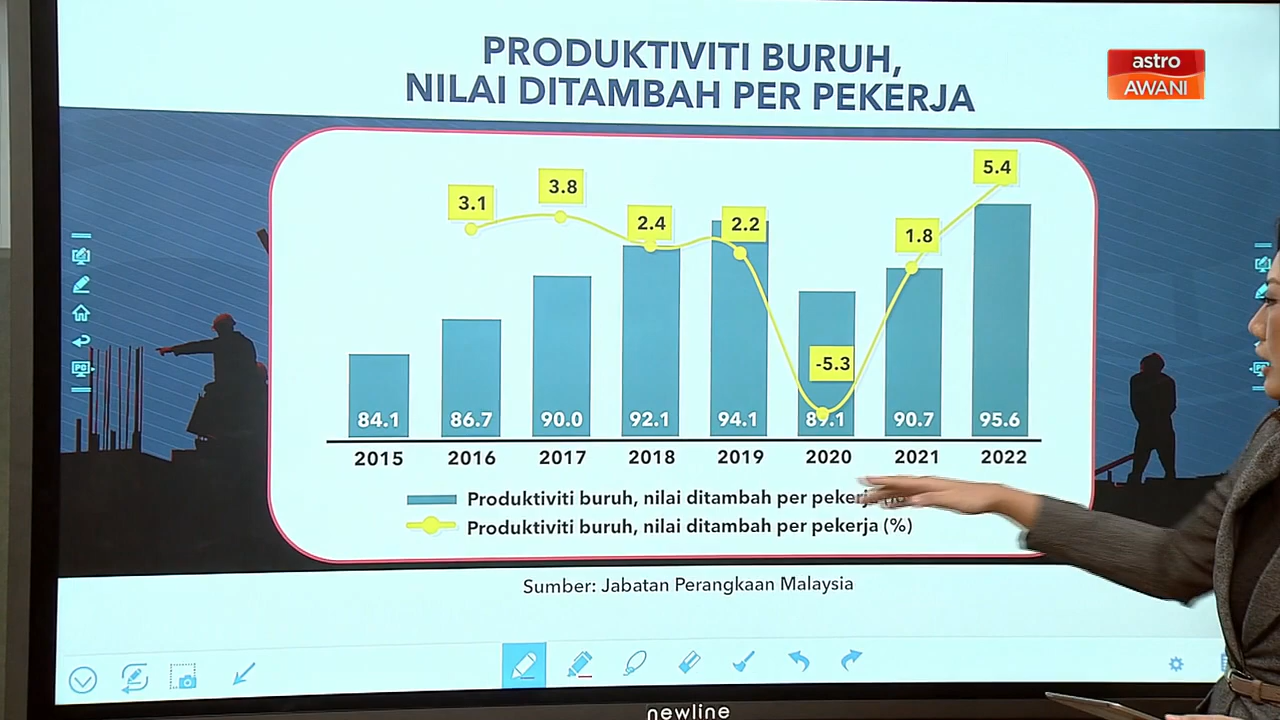 PRODUKTIVITI BURUH,
NILAI DITAMBAH PER PEKERJA
astro
AWANI
3.1
3.8
2.4
2.2
-5.3
1.8
5.4
84.1
86.7
90.0
92.1
94.1
89.1
90.7
95.6
2015
2016
2017
2018
2019
2020
2021
2022
Produktiviti buruh, nilai ditambah per pekerja
Produktiviti buruh, nilai ditambah per pekerja (%)
Sumber: Jabatan Perangkaan Malaysia
newline